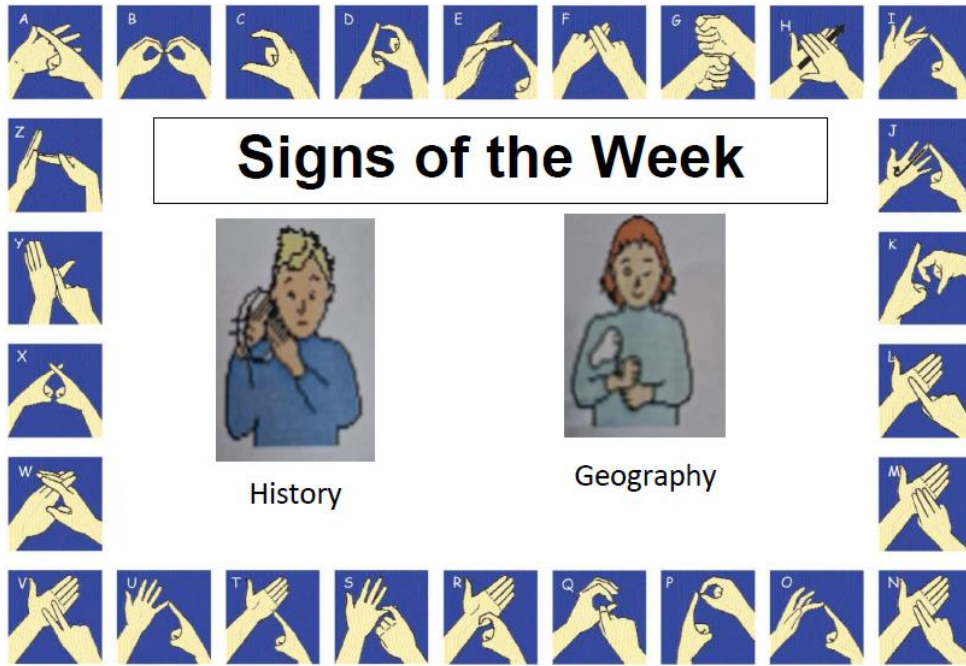 A B C D E F G H I
Z
Signs of the Week
J
Y
K
X
L
History
Geography
W
M
V U T S R Q P O N